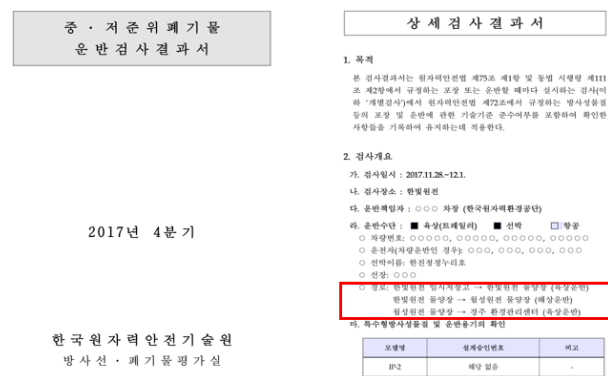 중 · 저준위폐기물
운반검사결과서
2017년 4분기
한국원자력안전기술원
방사선 · 폐기물평가실
상세검사결과서
1. 목적
본 검사결과서는 원자력안전법 제75조 제1항 및 동법 시행령 제111
조 제2항에서 규정하는 포장 또는 운반할 때마다 실시하는 검사(이
하 '개별검사')에서 원자력안전법 제72조에서 규정하는 방사성물질
등의 포장 및 운반에 관한 기술기준 준수여부를 포함하여 확인한
사항들을 기록하여 유지하는데 적용한다.
2. 검사개요
가. 검사일시 : 2017.11.28.~12.1.
나. 검사장소 : 한빛원전
다. 운반책임자 : ○○○ 차장 (한국원자력환경공단)
라. 운반수단 : ■ 육상(트레일러) ■ 선박 □ 항공
○ 차량번호: ○○○○○, ○○○○○, ○○○○○, ○○○○○
○ 운전자(차량운반인 경우): ○○○, ○○○, ○○○, ○○○
○ 선박이름: 한진청정누리호
○ 선장: ○○○
○ 경로: 한빛원전 임시저장고 → 한빛원전 물양장 (육상운반)
한빛원전 물양장 → 월성원전 물양장 (해상운반)
월성원전 물양장 → 경주 환경관리센터 (육상운반)
마. 특수형방사성물질 및 운반용기의 확인
모델명 설계승인번호 비고
IP-2 해당 없음 -